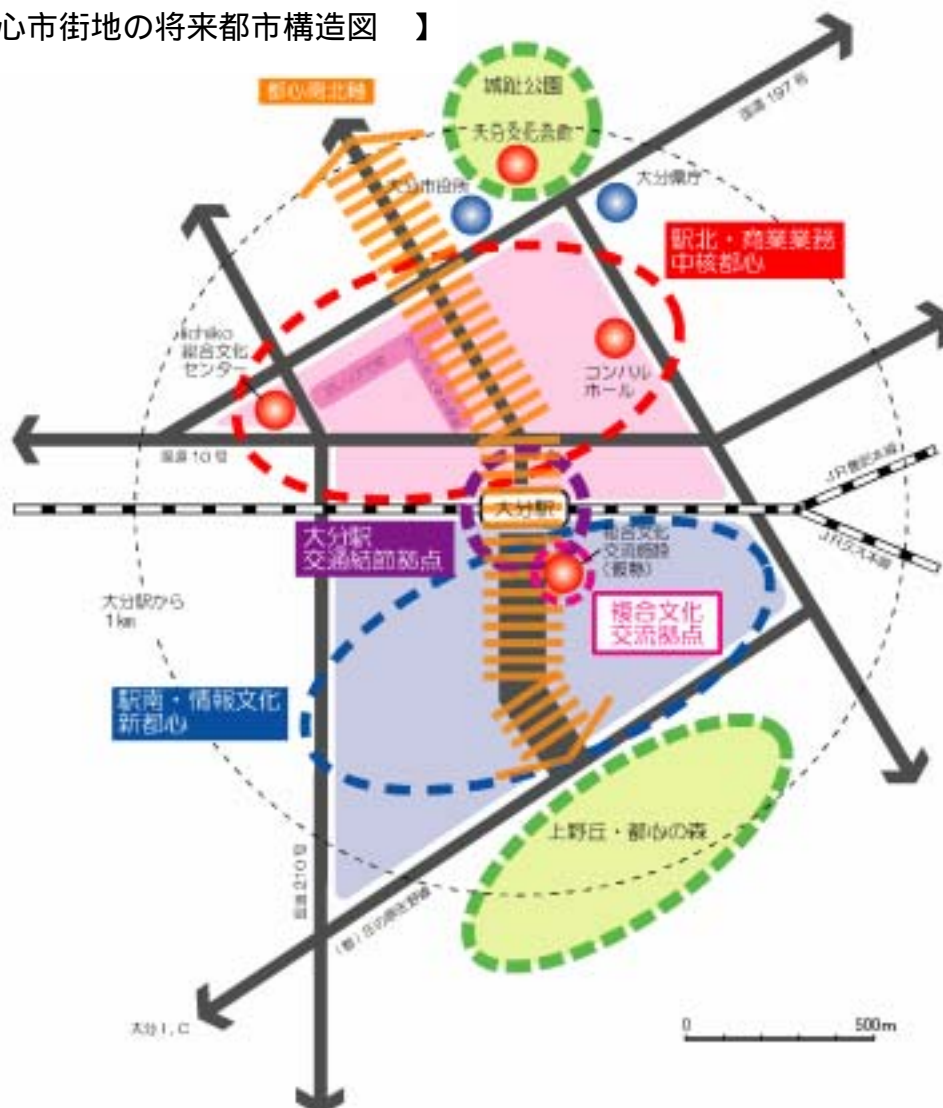 心市街地の将来都市構造図 】
都心南北軸
城址公園
大分文化会館
国道197号
大分市役所
大分県庁
駅北・商業業務
中核都心
iichiko
総合文化
センター
コンパル
ホール
国道10号
JR豊肥本線
大分駅
大分駅
交通結節拠点
総合文化
交流施設
(仮称)
大分駅から
1km
複合文化
交流拠点
駅南・情報文化
新都心
上野丘・都心の森
国道210号
大分I.C
0
500m